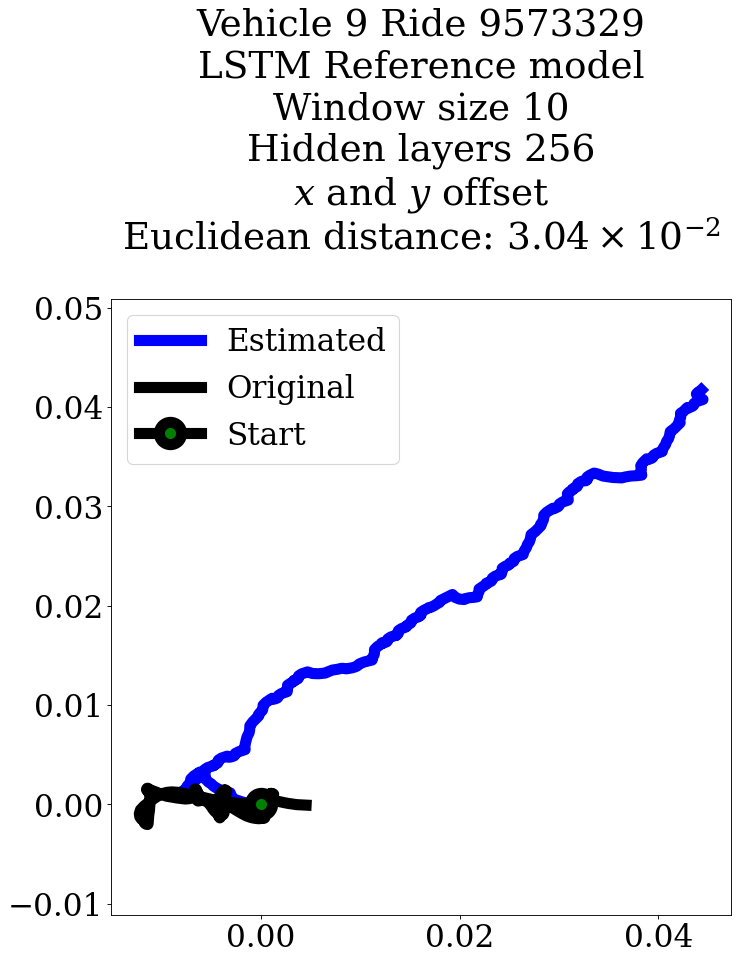 Vehicle 9 Ride 9573329
LSTM Reference model
Window size 10
Hidden layers 256
x and y offset
Euclidean distance: 3.04 × 10⁻²
0.05
0.04
0.03
0.02
0.01
0.00
−0.01
Estimated
Original
Start
0.00 0.02 0.04